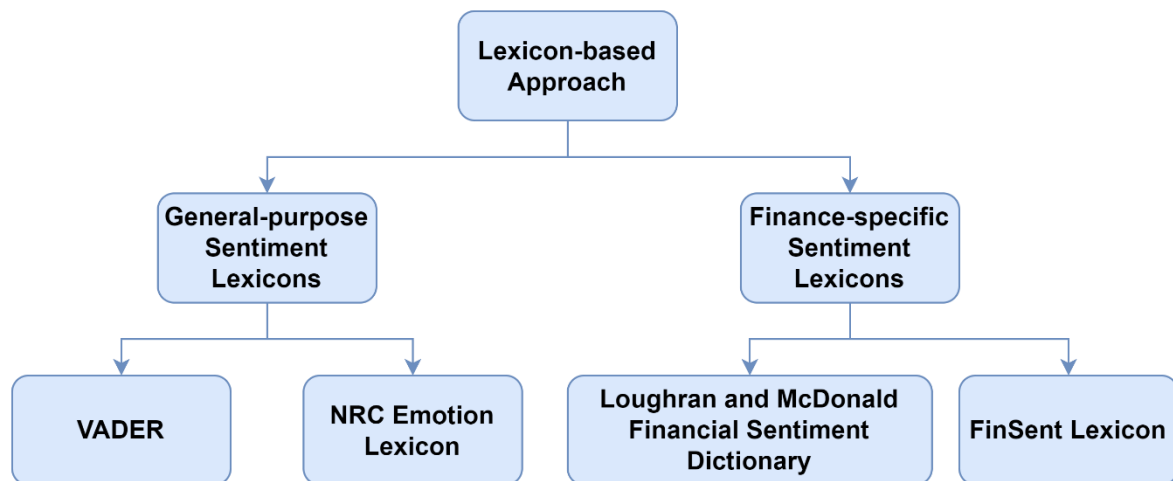 Lexicon-based
Approach
General-purpose
Sentiment
Lexicons
Finance-specific
Sentiment
Lexicons
VADER
NRC Emotion
Lexicon
Loughran and McDonald
Financial Sentiment
Dictionary
FinSent Lexicon